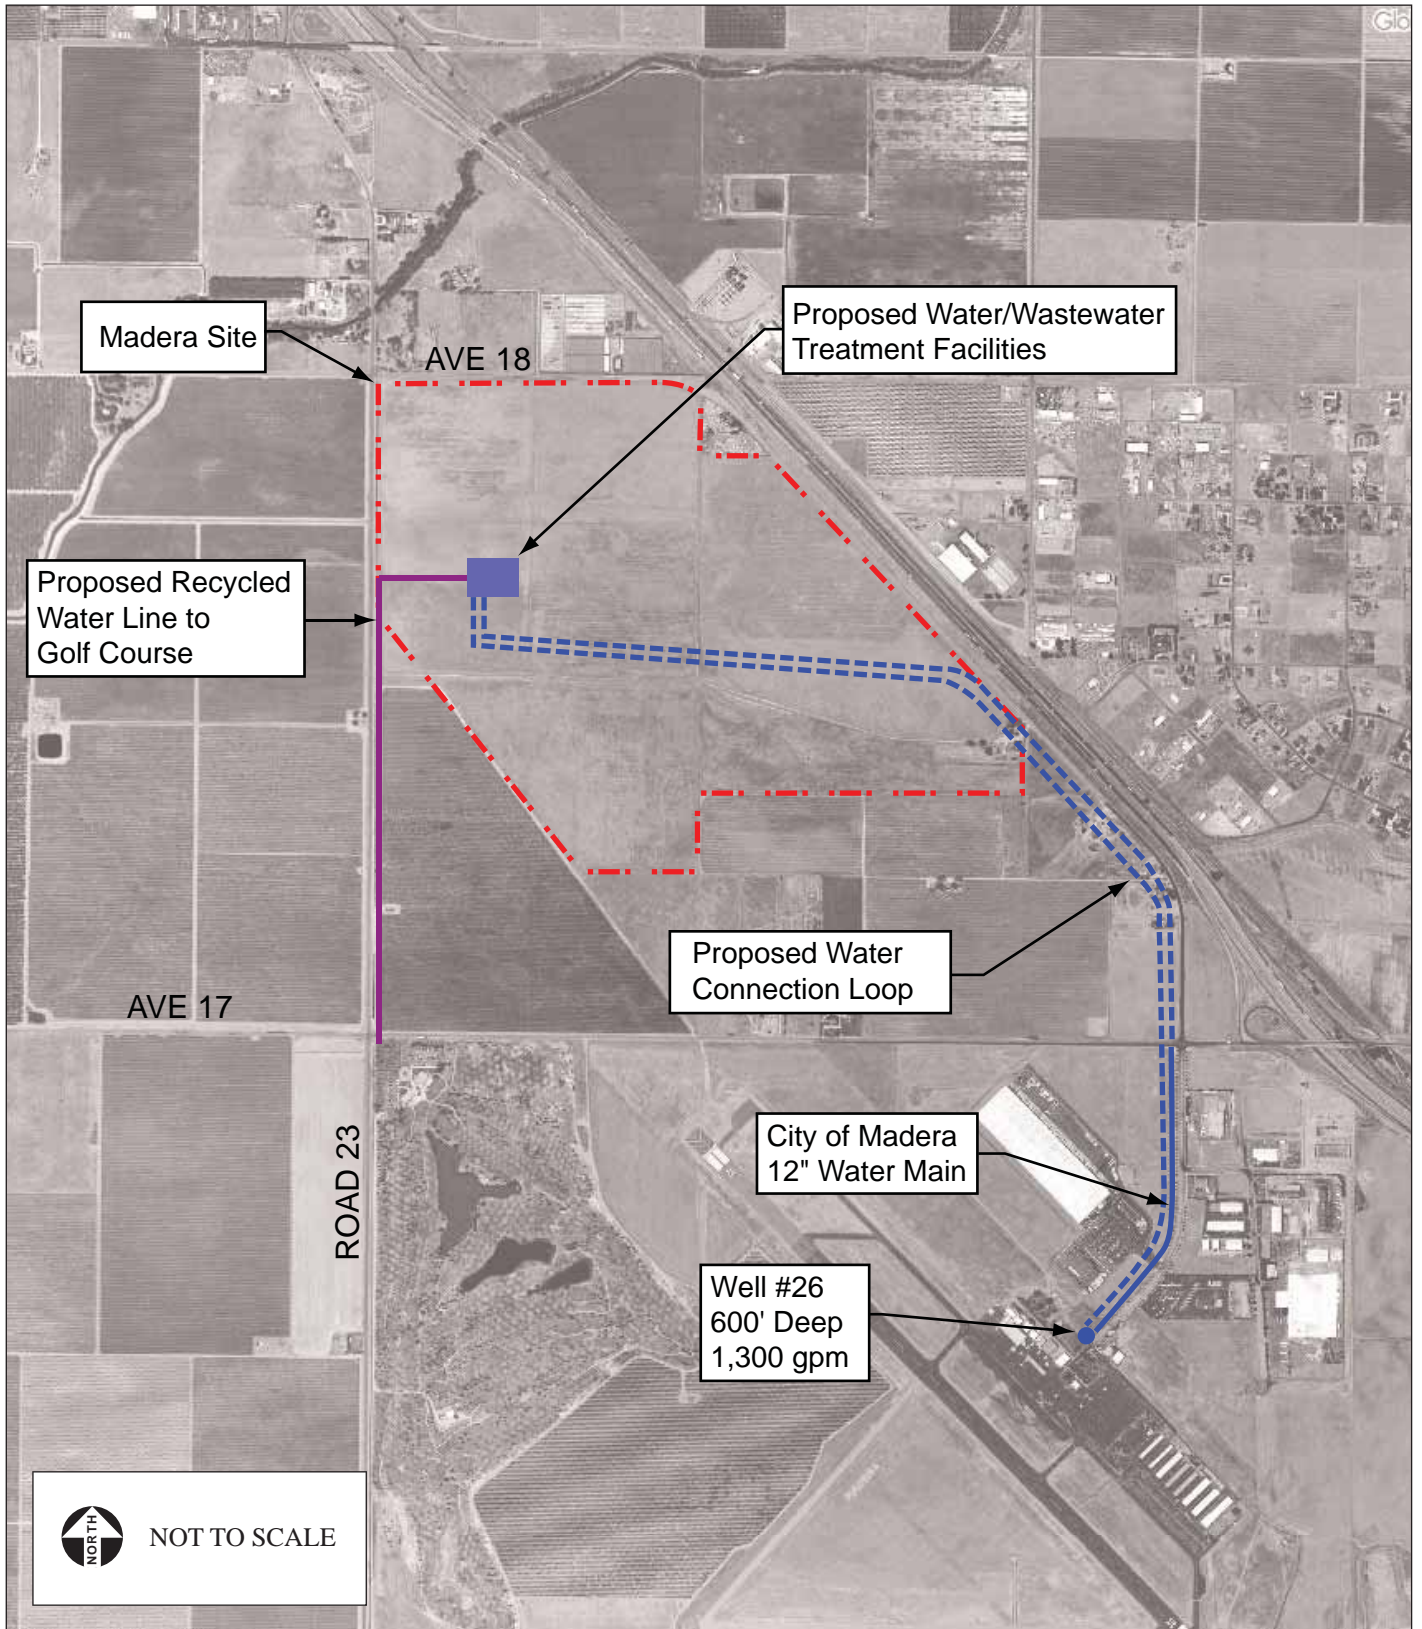 Glo
Madera Site
AVE 18
Proposed Water/Wastewater
Treatment Facilities
Proposed Recycled
Water Line to
Golf Course
Proposed Water
Connection Loop
AVE 17
ROAD 23
City of Madera
12" Water Main
Well #26
600' Deep
1,300 gpm
NORTH
NOT TO SCALE